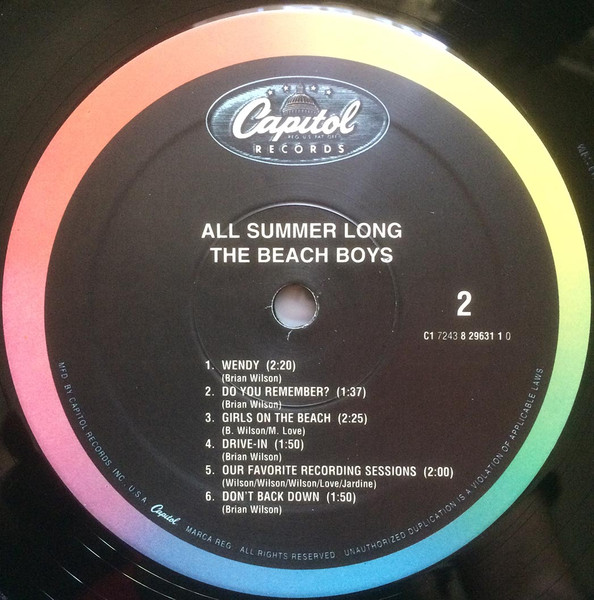 Capitol
REG. U.S. PAT. OFF.
RECORDS
ALL SUMMER LONG
THE BEACH BOYS
2
C1 7243 8 29631 1 0
1. WENDY (2:20)
(Brian Wilson)
2. DO YOU REMEMBER? (1:37)
(Brian Wilson)
3. GIRLS ON THE BEACH (2:25)
(B. Wilson/M. Love)
4. DRIVE-IN (1:50)
(Brian Wilson)
5. OUR FAVORITE RECORDING SESSIONS (2:00)
(Wilson/Wilson/Wilson/Love/Jardine)
6. DON'T BACK DOWN (1:50)
(Brian Wilson)
MFD. BY CAPITOL RECORDS, INC., U.S.A. Capitol MARCA REG. ALL RIGHTS RESERVED. UNAUTHORIZED DUPLICATION IS A VIOLATION OF APPLICABLE LAWS.